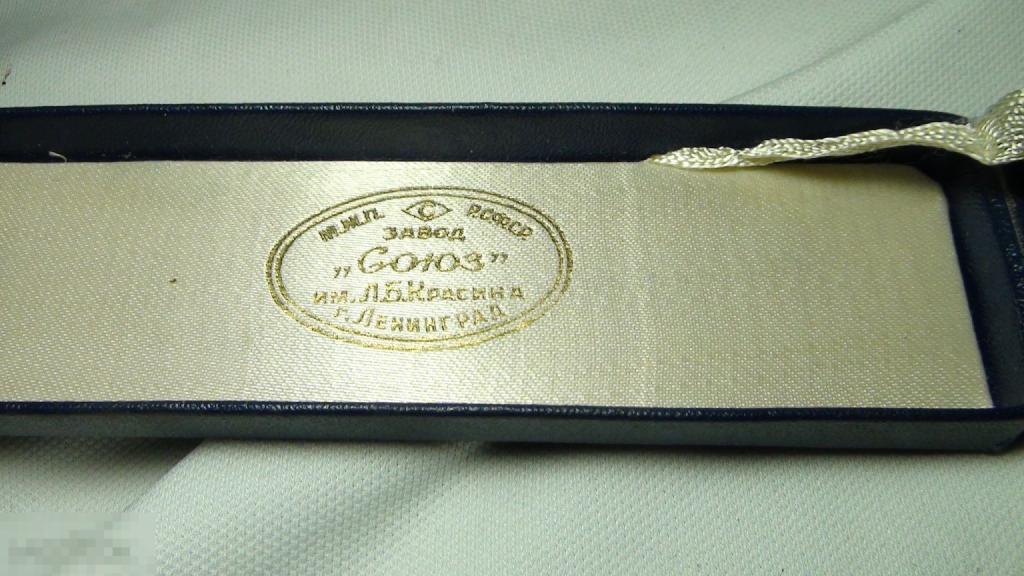 М.М.П. С Р.С.Ф.С.Р.
ЗАВОД
„Союз”
им. Л.Б. Красина
г. Ленинград